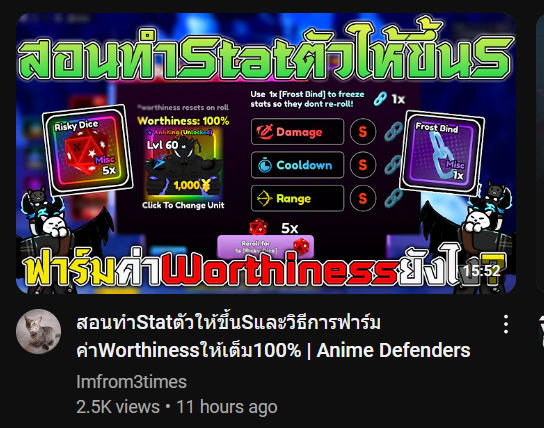 สอนทำStatตัวให้ขึ้นS
*worthiness resets on roll
Worthiness: 100%
Ant King (Unlocked)
Lvl 60
1,000¥
Click To Change Unit
Use 1x [Frost Bind] to freeze
stats so they dont re-roll!
1x
Damage
S
Cooldown
S
Range
S
5x
Reroll for
Risky Dice
Misc
5x
Frost Bind
Misc
1x
ฟาร์มค่าWorthinessยังไง?
15:52
สอนทำStatตัวให้ขึ้นSและวิธีการฟาร์ม
ค่าWorthinessให้เต็ม100% | Anime Defenders
Imfrom3times
2.5K views • 11 hours ago